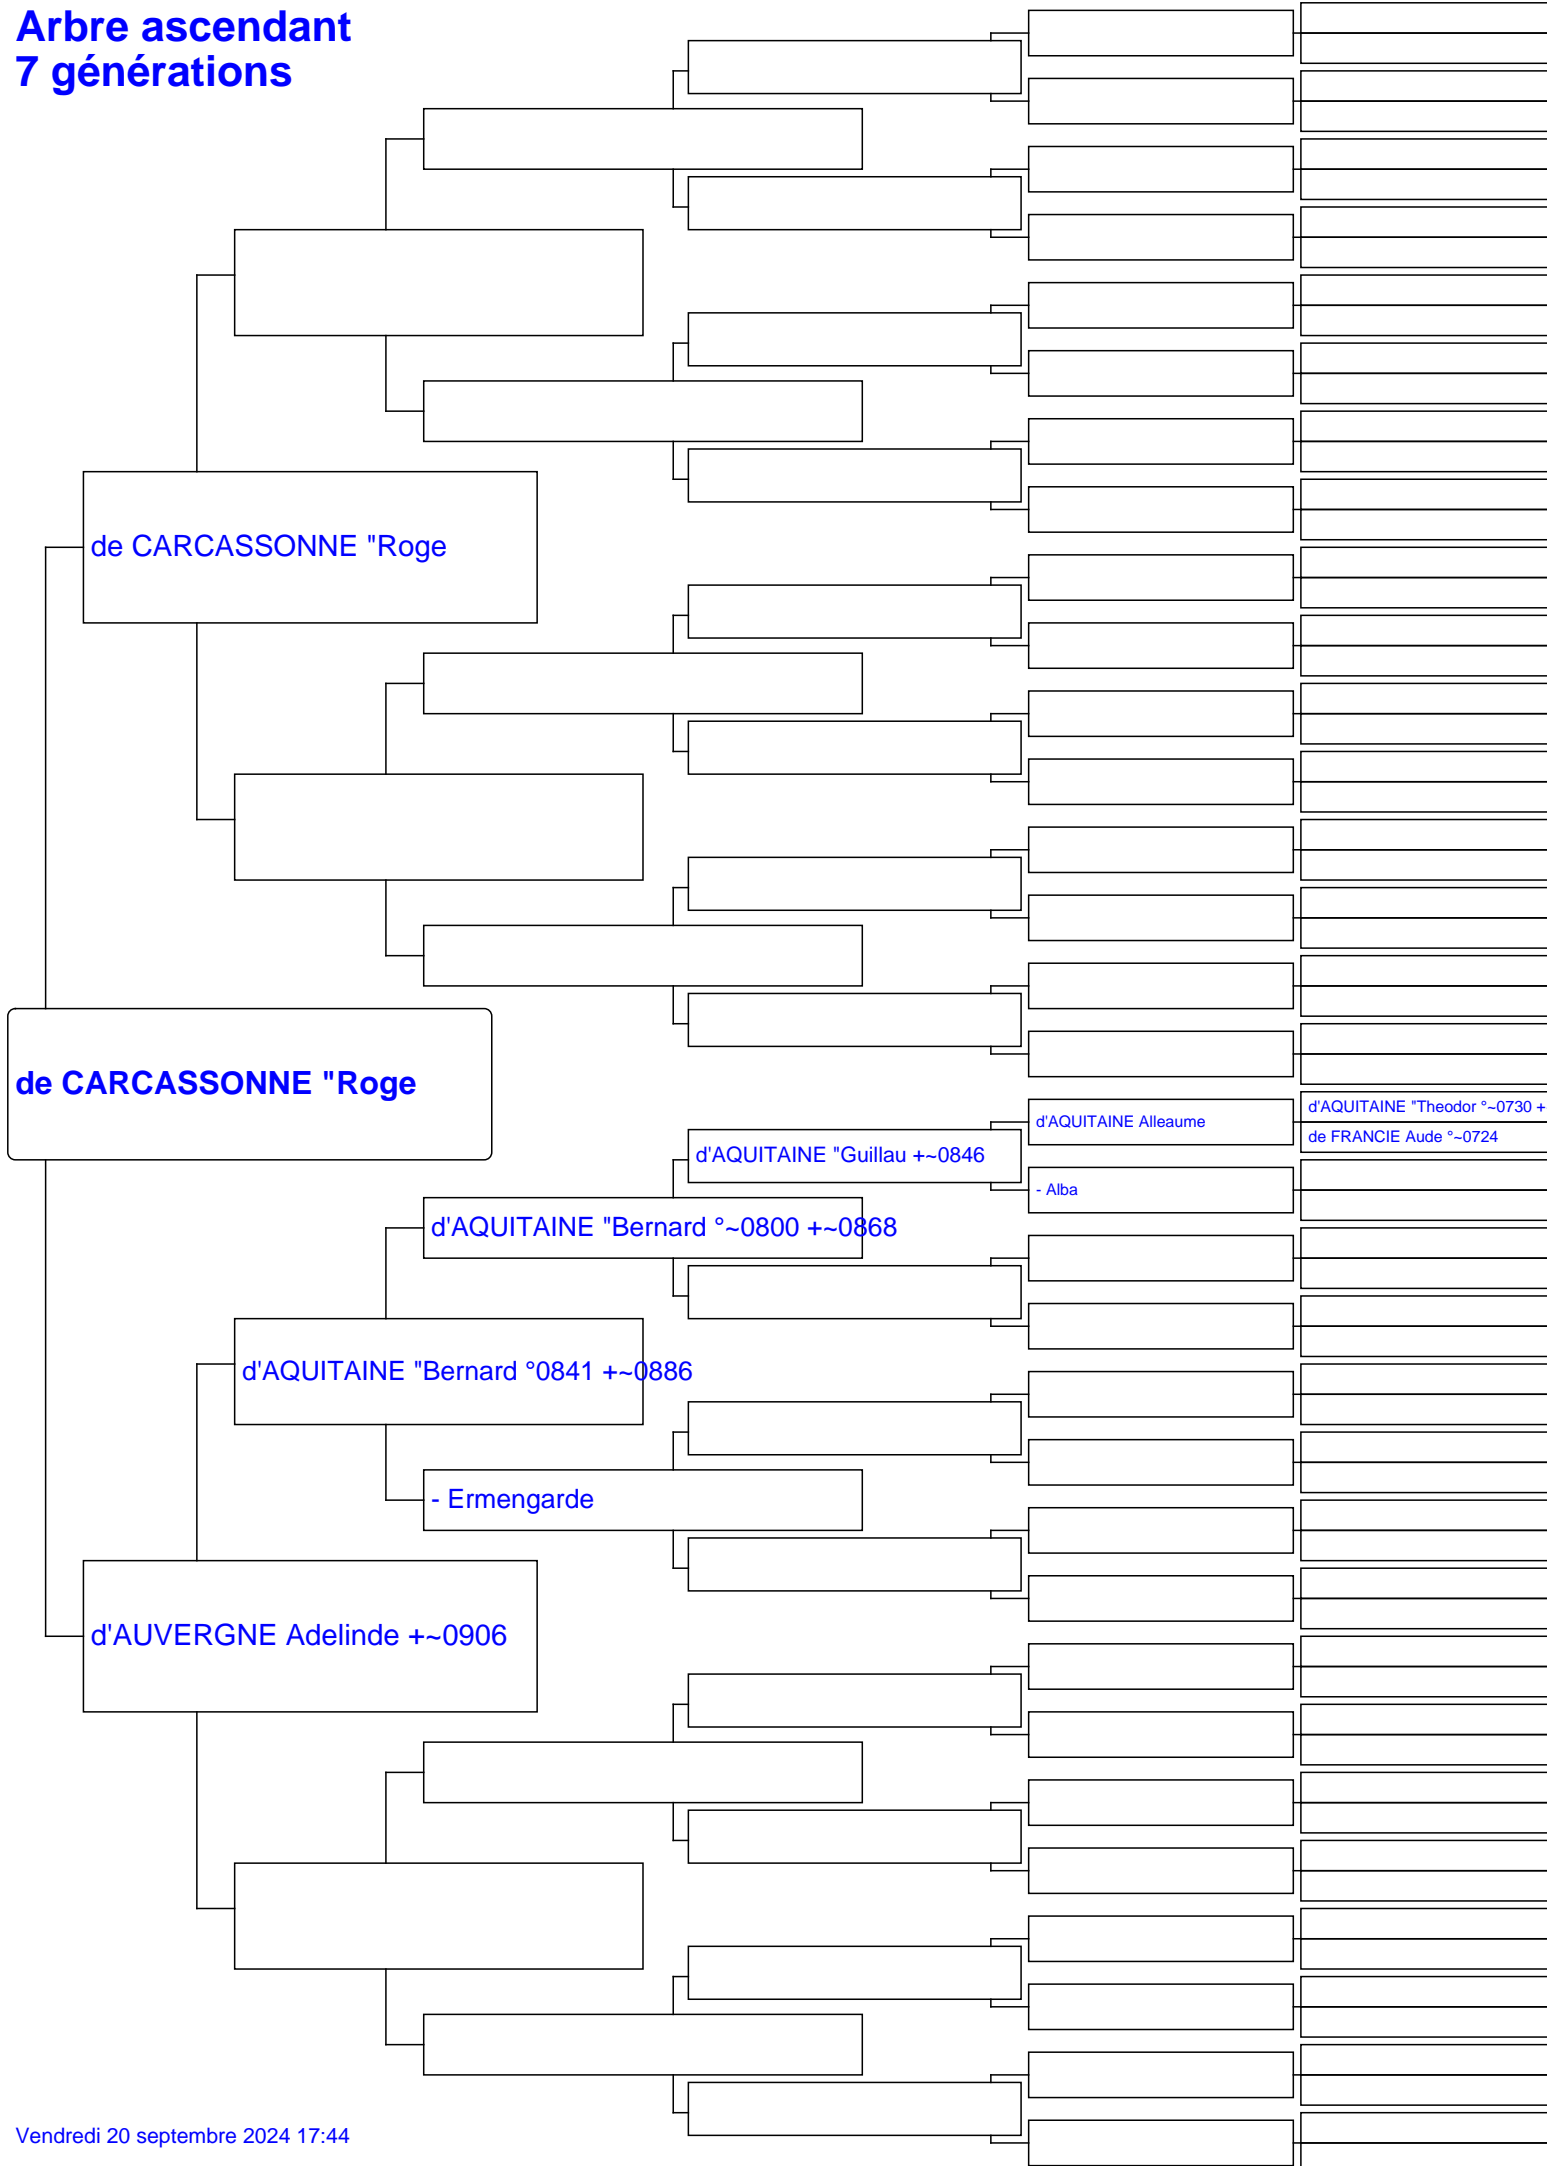 Arbre ascendant
7 générations
de CARCASSONNE "Roge
de CARCASSONNE "Roge
d'AQUITAINE Alleaume
d'AQUITAINE "Theodor °~0730 +
de FRANCIE Aude °~0724
d'AQUITAINE "Guillau +~0846
- Alba
d'AQUITAINE "Bernard °~0800 +~0868
d'AQUITAINE "Bernard °0841 +~0886
- Ermengarde
d'AUVERGNE Adelinde +~0906
Vendredi 20 septembre 2024 17:44